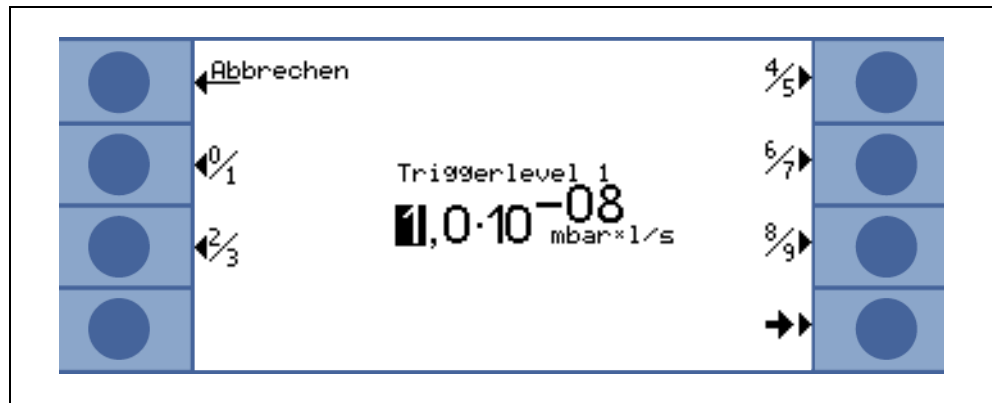 Abbrechen
4/5
0/1
6/7
Triggerlevel 1
1,0·10⁻⁰⁸ mbar×l/s
2/3
8/9